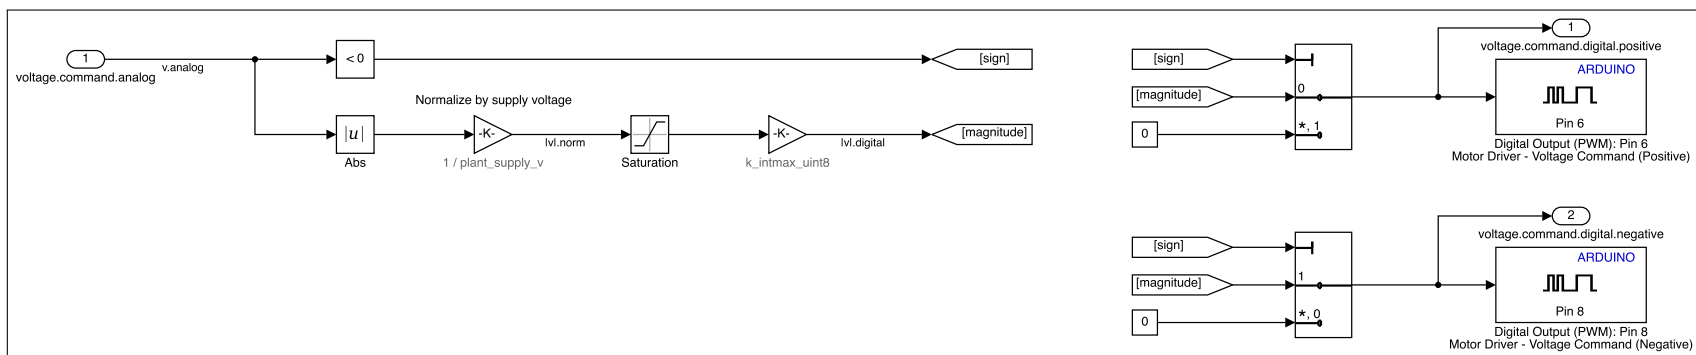 1
voltage.command.analog
v.analog
< 0
[sign]
Normalize by supply voltage
|u|
Abs
-K-
1 / plant_supply_v
lvl.norm
Saturation
-K-
k_intmax_uint8
lvl.digital
[magnitude]
[sign]
[magnitude]
0
0
*, 1
1
voltage.command.digital.positive
ARDUINO
Pin 6
Digital Output (PWM): Pin 6
Motor Driver - Voltage Command (Positive)
[sign]
[magnitude]
0
1
*, 0
2
voltage.command.digital.negative
ARDUINO
Pin 8
Digital Output (PWM): Pin 8
Motor Driver - Voltage Command (Negative)